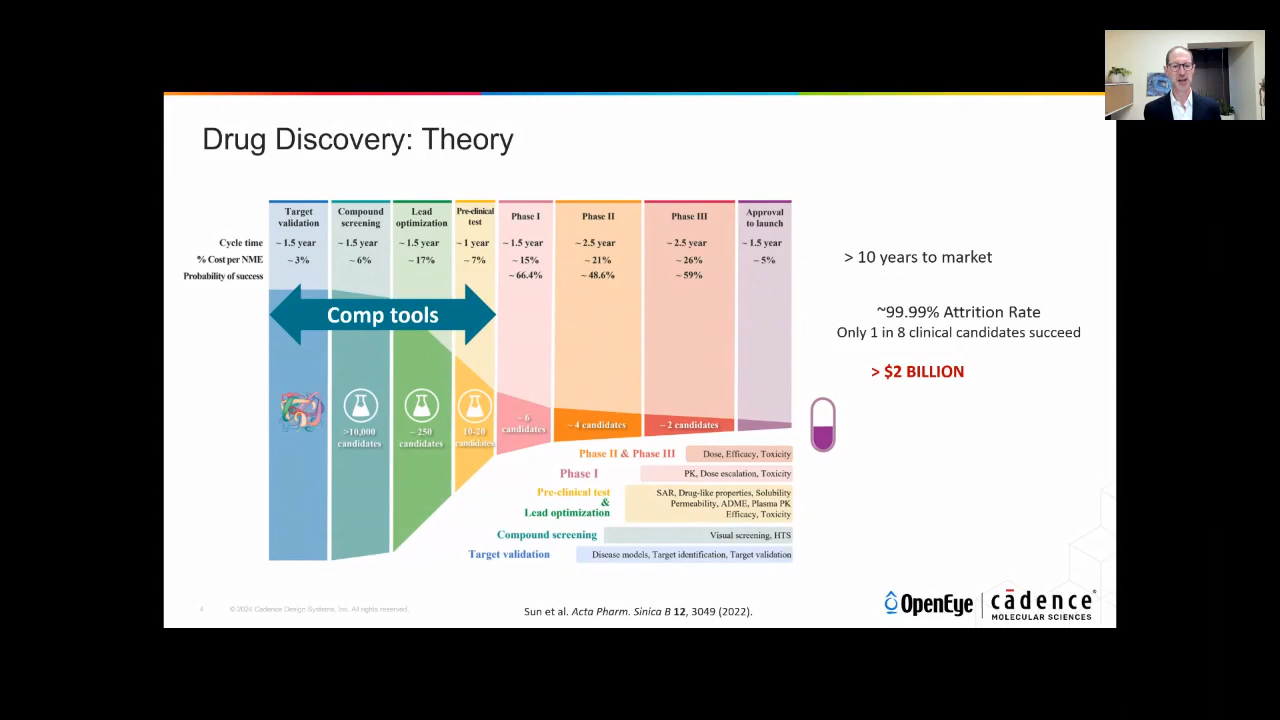 Drug Discovery: Theory
Target
validation
Compound
screening
Lead
optimization
Pre-clinical
test
Phase I
Phase II
Phase III
Approval
to launch
Cycle time
~ 1.5 year
~ 1.5 year
~ 1.5 year
~ 1 year
~ 1.5 year
~ 2.5 year
~ 2.5 year
~ 1.5 year
% Cost per NME
~ 3%
~ 6%
~ 17%
~ 7%
~ 15%
~ 21%
~ 26%
~ 5%
Probability of success
~ 66.4%
~ 48.6%
~ 59%
Comp tools
>10,000
candidates
~ 250
candidates
10-20
candidates
~ 6
candidates
~ 4 candidates
~ 2 candidates
> 10 years to market
~99.99% Attrition Rate
Only 1 in 8 clinical candidates succeed
> $2 BILLION
Phase II & Phase III
Dose, Efficacy, Toxicity
Phase I
PK, Dose escalation, Toxicity
Pre-clinical test
&
Lead optimization
SAR, Drug-like properties, Solubility
Permeability, ADME, Plasma PK
Efficacy, Toxicity
Compound screening
Visual screening, HTS
Target validation
Disease models, Target identification, Target validation
4
© 2024 Cadence Design Systems, Inc. All rights reserved.
Sun et al. Acta Pharm. Sinica B 12, 3049 (2022).
OpenEye
cādence®
MOLECULAR SCIENCES